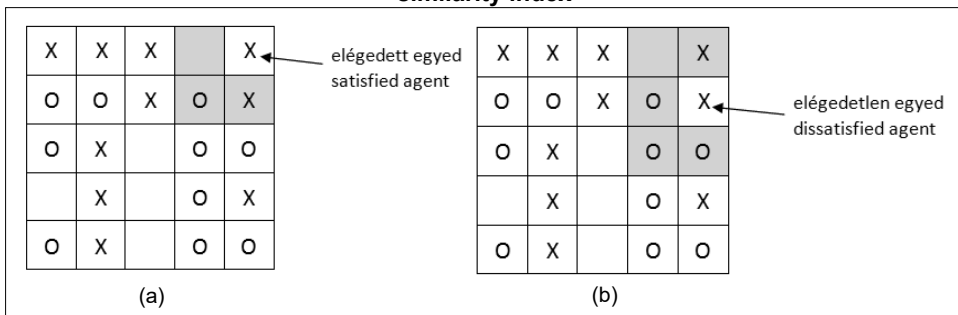 similarity index
X X X X
O O X O X
O X O O
X O X
O X O O
elégedett egyed
satisfied agent
(a)
X X X X
O O X O X
O X O O
X O X
O X O O
elégedetlen egyed
dissatisfied agent
(b)